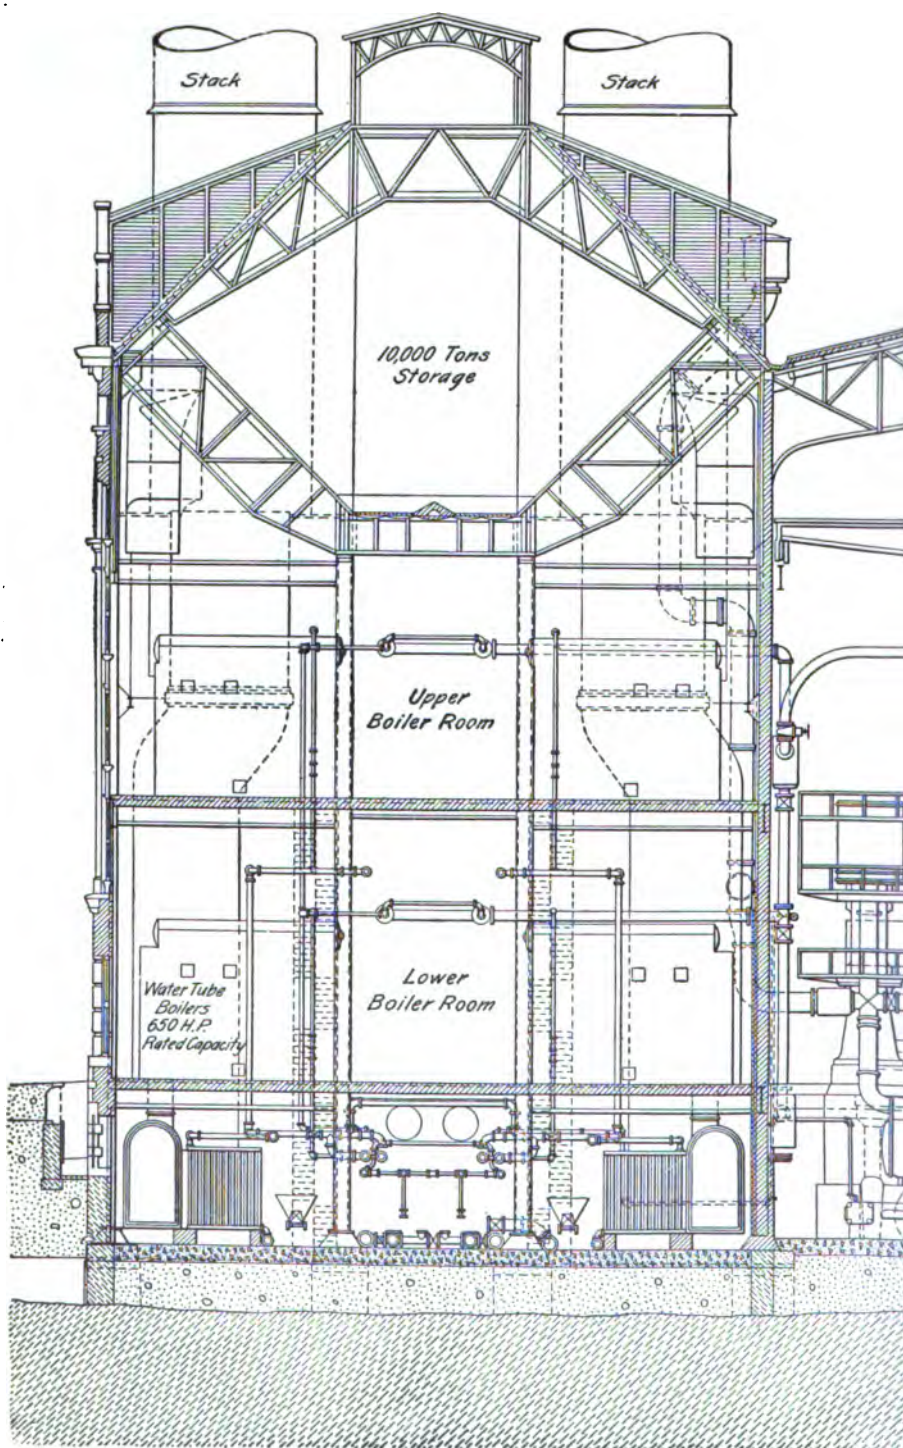 Stack
Stack
10,000 Tons
Storage
Upper
Boiler Room
Lower
Boiler Room
Water Tube
Boilers
650 H.P.
Rated Capacity